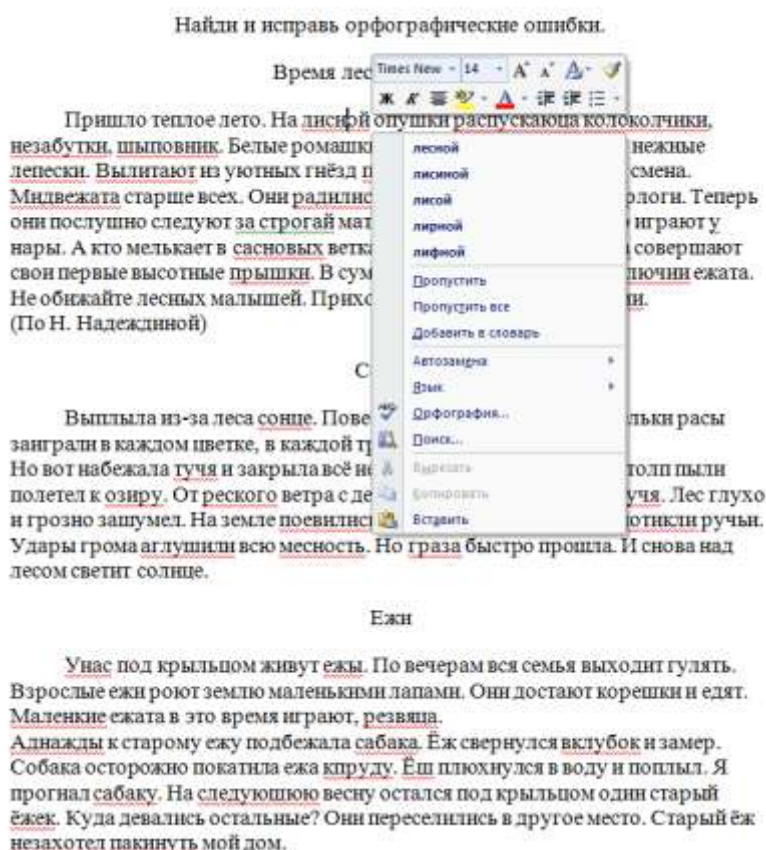 Найди и исправь орфографические ошибки.
Время лес
Times New 14
Ж К
Пришло теплое лето. На лисной опушки распускаюца колоколчики,
незабутки, шыповник. Белые ромашк нежные
лепески. Вылитают из уютных гнёзд п смена.
Мидвежата старше всех. Они радилис рлоги. Теперь
они послушно следуют за строгай мат играют у
нары. А кто мелькает в сасновых ветка совершают
свои первые высотные прышки. В сум лючии ежата.
Не обижайте лесных малышей. Прихо ии.
(По Н. Надеждиной)
лесной
лисиной
лисой
лирной
лифной
Пропустить
Пропустить все
Добавить в словарь
Автозамена
Язык
Орфография...
Поиск...
Вырезать
Копировать
Вставить
С
Выплыла из-за леса сонце. Пове льки расы
заиграли в каждом цветке, в каждой т
Но вот набежала тучя и закрыла всё не толп пыли
полетел к озиру. От реского ветра с де учя. Лес глухо
и грозно зашумел. На земле поевилис отикли ручьи.
Удары грома аглушили всю месность. Но граза быстро прошла. И снова над
лесом светит солнце.
Ежи
Унас под крыльцом живут ежы. По вечерам вся семья выходит гулять.
Взрослые ежи роют землю маленькими лапами. Они достают корешки и едят.
Маленкие ежата в это время играют, резвяца.
Аднажды к старому ежу подбежала сабака. Ёж свернулся вклубок и замер.
Собака осторожно покатила ежа кпруду. Ёш плюхнулся в воду и поплыл. Я
прогнал сабаку. На следуюшюю весну остался под крыльцом один старый
ёжек. Куда девались остальные? Они переселились в другое место. Старый ёж
незахотел пакинуть мой дом.